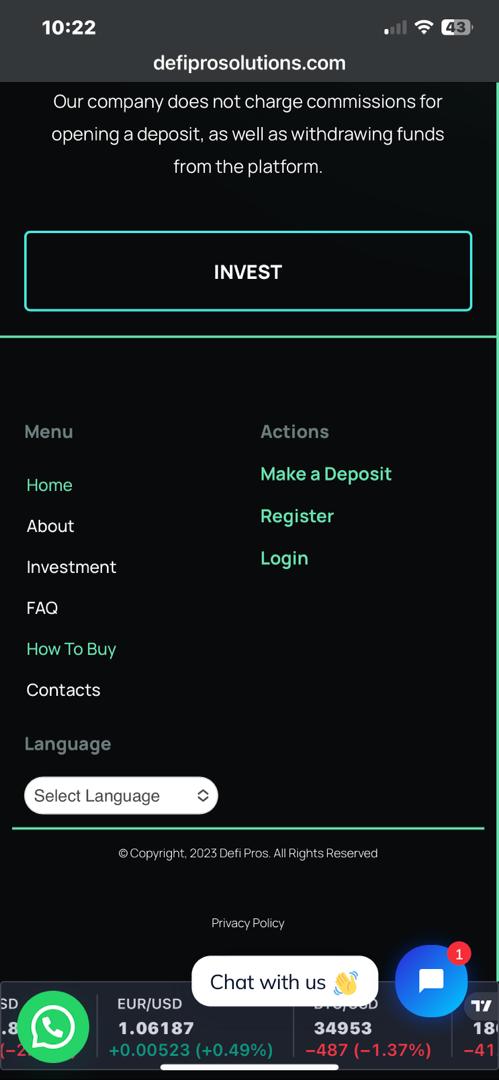 10:22
43
defiprosolutions.com
Our company does not charge commissions for
opening a deposit, as well as withdrawing funds
from the platform.
INVEST
Menu
Actions
Home
Make a Deposit
About
Register
Investment
Login
FAQ
How To Buy
Contacts
Language
Select Language
© Copyright, 2023 Defi Pros. All Rights Reserved
Privacy Policy
1
Chat with us 👋
SD
EUR/USD
BTC/USD
1.06187
34953
18
+0.00523 (+0.49%)
−487 (−1.37%)
−41